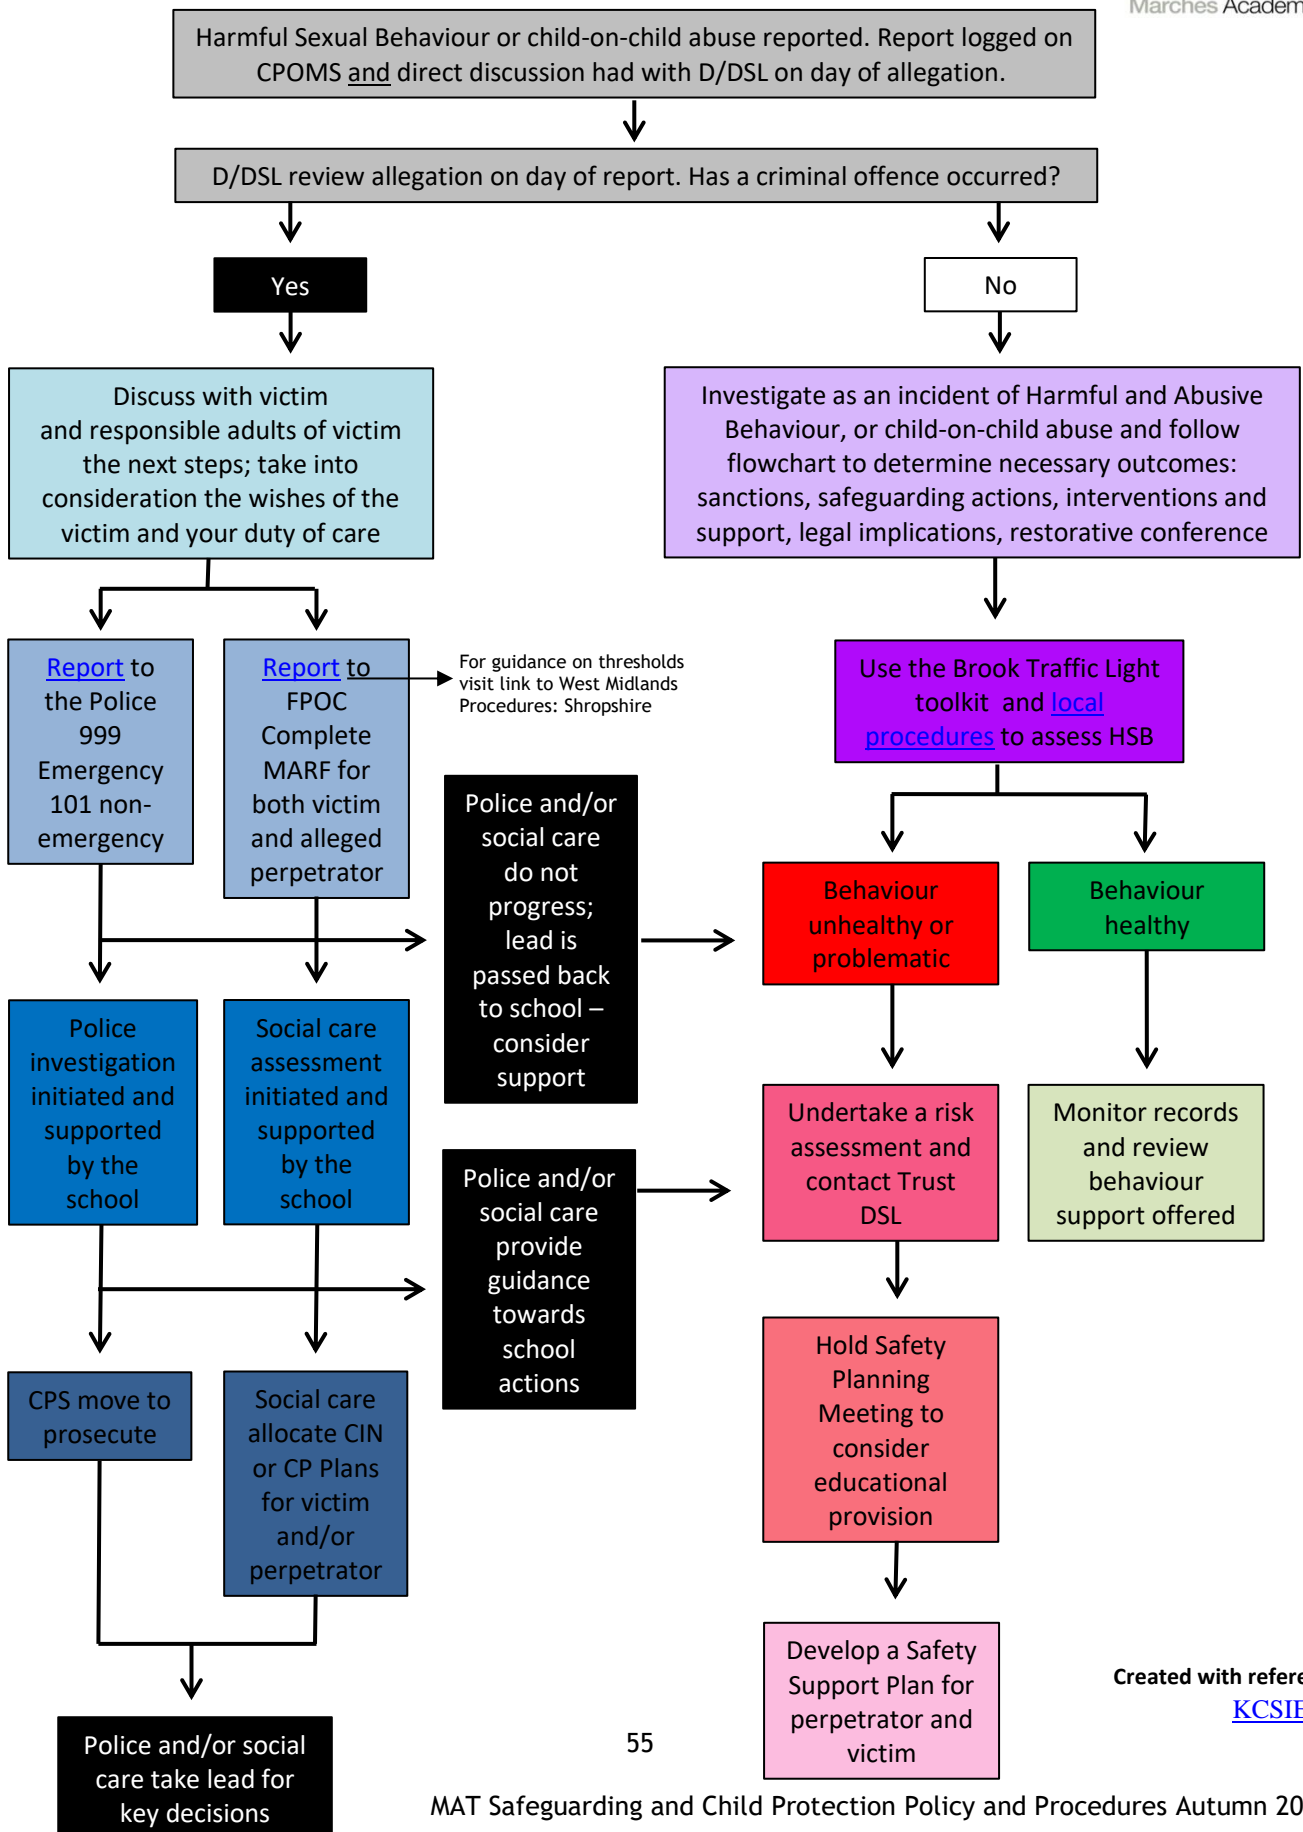 Marches Academy
Harmful Sexual Behaviour or child-on-child abuse reported. Report logged on
CPOMS and direct discussion had with D/DSL on day of allegation.
D/DSL review allegation on day of report. Has a criminal offence occurred?
Yes
No
Discuss with victim
and responsible adults of victim
the next steps; take into
consideration the wishes of the
victim and your duty of care
Investigate as an incident of Harmful and Abusive
Behaviour, or child-on-child abuse and follow
flowchart to determine necessary outcomes:
sanctions, safeguarding actions, interventions and
support, legal implications, restorative conference
Report to
the Police
999
Emergency
101 non-
emergency
Report to
FPOC
Complete
MARF for
both victim
and alleged
perpetrator
For guidance on thresholds
visit link to West Midlands
Procedures: Shropshire
Use the Brook Traffic Light
toolkit and local
procedures to assess HSB
Police and/or
social care
do not
progress;
lead is
passed back
to school –
consider
support
Behaviour
unhealthy or
problematic
Behaviour
healthy
Police
investigation
initiated and
supported
by the
school
Social care
assessment
initiated and
supported
by the
school
Undertake a risk
assessment and
contact Trust
DSL
Monitor records
and review
behaviour
support offered
Police and/or
social care
provide
guidance
towards
school
actions
Hold Safety
Planning
Meeting to
consider
educational
provision
CPS move to
prosecute
Social care
allocate CIN
or CP Plans
for victim
and/or
perpetrator
Develop a Safety
Support Plan for
perpetrator and
victim
Police and/or social
care take lead for
key decisions
Created with refere
KCSIE
55
MAT Safeguarding and Child Protection Policy and Procedures Autumn 20